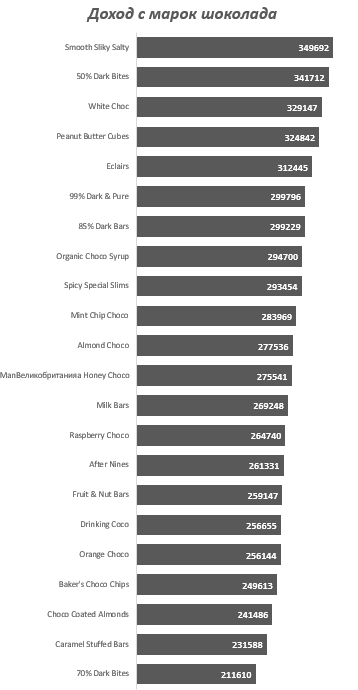 Доход с марок шоколада
Smooth Sliky Salty 349692
50% Dark Bites 341712
White Choc 329147
Peanut Butter Cubes 324842
Eclairs 312445
99% Dark & Pure 299796
85% Dark Bars 299229
Organic Choco Syrup 294700
Spicy Special Slims 293454
Mint Chip Choco 283969
Almond Choco 277536
ManВеликобританияa Honey Choco 275541
Milk Bars 269248
Raspberry Choco 264740
After Nines 261331
Fruit & Nut Bars 259147
Drinking Coco 256655
Orange Choco 256144
Baker's Choco Chips 249613
Choco Coated Almonds 241486
Caramel Stuffed Bars 231588
70% Dark Bites 211610